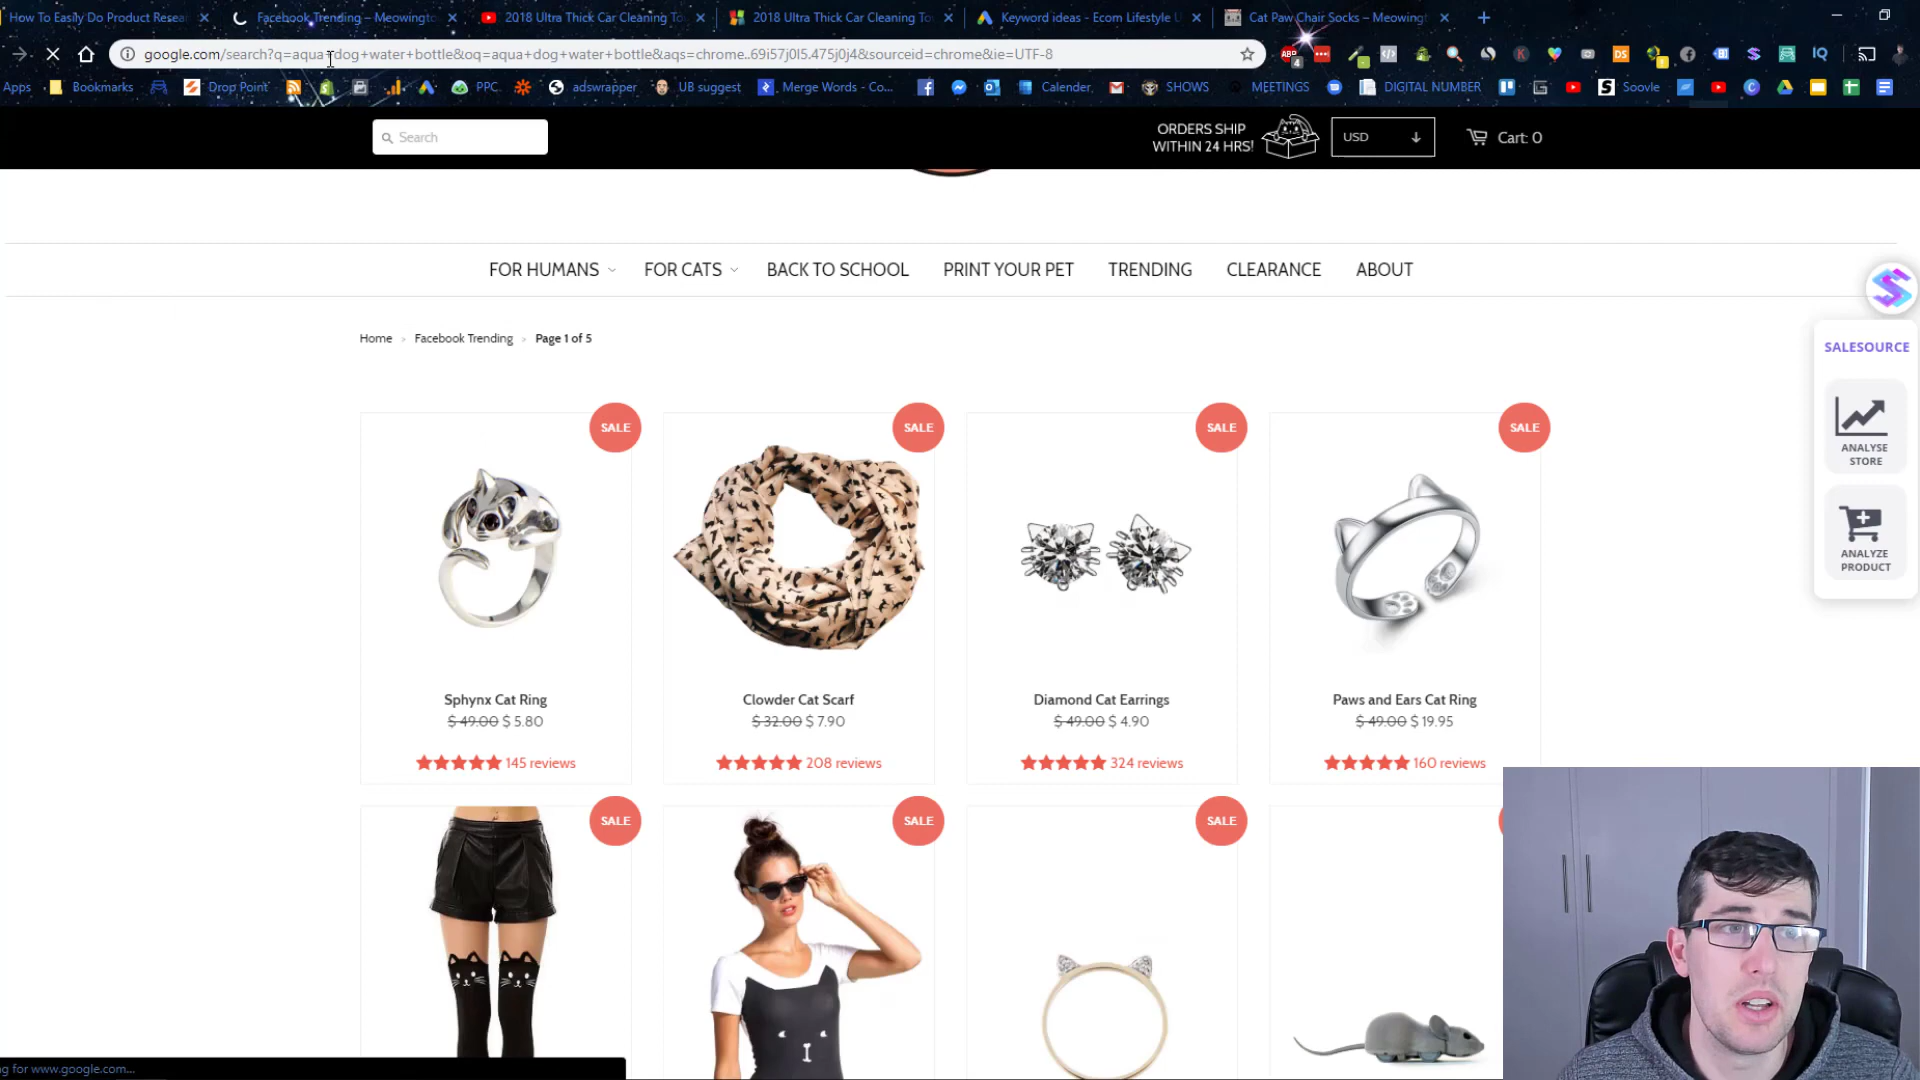 How To Easily Do Product Resea
Facebook Trending – Meowingto
2018 Ultra Thick Car Cleaning To
2018 Ultra Thick Car Cleaning To
Keyword ideas - Ecom Lifestyle U
Cat Paw Chair Socks – Meowingt
google.com/search?q=aqua+dog+water+bottle&oq=aqua+dog+water+bottle&aqs=chrome..69i57j0l5.475j0j4&sourceid=chrome&ie=UTF-8
Apps
Bookmarks
Drop Point
PPC
adswrapper
UB suggest
Merge Words - Co...
Calender
SHOWS
MEETINGS
DIGITAL NUMBER
Soovle
Search
ORDERS SHIP
WITHIN 24 HRS!
USD
Cart: 0
FOR HUMANS
FOR CATS
BACK TO SCHOOL
PRINT YOUR PET
TRENDING
CLEARANCE
ABOUT
Home > Facebook Trending > Page 1 of 5
SALESOURCE
ANALYSE
STORE
ANALYZE
PRODUCT
SALE
SALE
SALE
SALE
Sphynx Cat Ring
$ 49.00 $ 5.80
145 reviews
Clowder Cat Scarf
$ 32.00 $ 7.90
208 reviews
Diamond Cat Earrings
$ 49.00 $ 4.90
324 reviews
Paws and Ears Cat Ring
$ 49.00 $ 19.95
160 reviews
SALE
SALE
SALE
g for www.google.com...